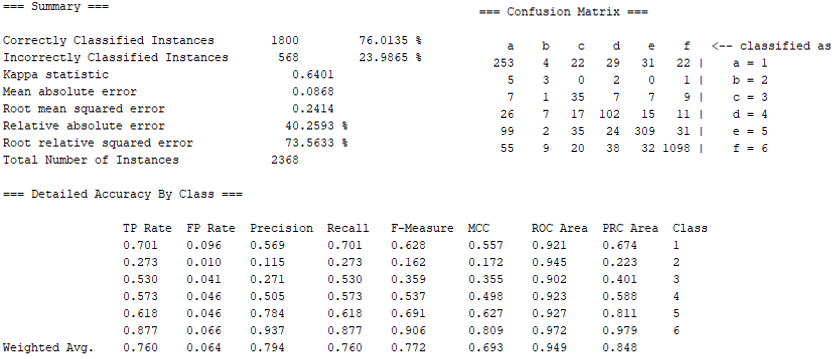 === Summary ===
Correctly Classified Instances 1800 76.0135 %
Incorrectly Classified Instances 568 23.9865 %
Kappa statistic 0.6401
Mean absolute error 0.0868
Root mean squared error 0.2414
Relative absolute error 40.2593 %
Root relative squared error 73.5633 %
Total Number of Instances 2368
=== Confusion Matrix ===
a b c d e f <-- classified as
253 4 22 29 31 22 | a = 1
5 3 0 2 0 1 | b = 2
7 1 35 7 7 9 | c = 3
26 7 17 102 15 11 | d = 4
99 2 35 24 309 31 | e = 5
55 9 20 38 32 1098 | f = 6
=== Detailed Accuracy By Class ===
TP Rate FP Rate Precision Recall F-Measure MCC ROC Area PRC Area Class
0.701 0.096 0.569 0.701 0.628 0.557 0.921 0.674 1
0.273 0.010 0.115 0.273 0.162 0.172 0.945 0.223 2
0.530 0.041 0.271 0.530 0.359 0.355 0.902 0.401 3
0.573 0.046 0.505 0.573 0.537 0.498 0.923 0.588 4
0.618 0.046 0.784 0.618 0.691 0.627 0.927 0.811 5
0.877 0.066 0.937 0.877 0.906 0.809 0.972 0.979 6
Weighted Avg. 0.760 0.064 0.794 0.760 0.772 0.693 0.949 0.848